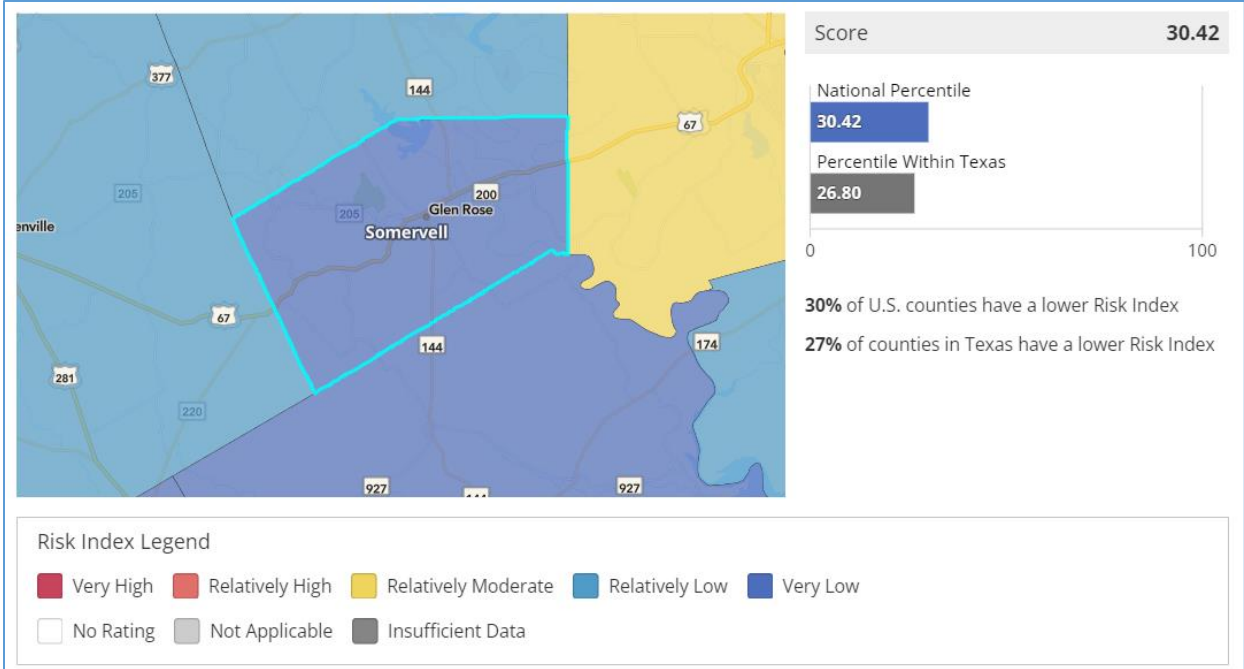 377
144
67
205
200
205
Glen Rose
enville
Somervell
67
144
174
281
220
927
927
Score 30.42
National Percentile
30.42
Percentile Within Texas
26.80
0 100
30% of U.S. counties have a lower Risk Index
27% of counties in Texas have a lower Risk Index
Risk Index Legend
Very High Relatively High Relatively Moderate Relatively Low Very Low
No Rating Not Applicable Insufficient Data